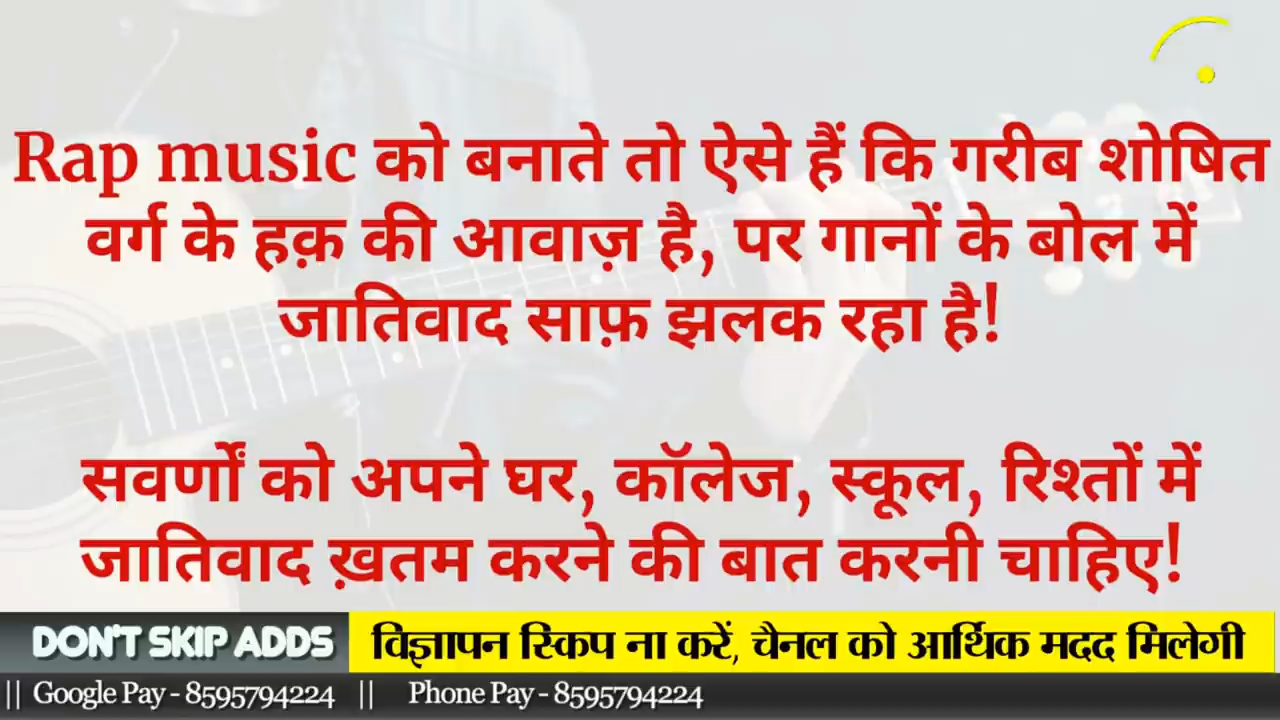 Rap music को बनाते तो ऐसे हैं कि गरीब शोषित
वर्ग के हक़ की आवाज़ है, पर गानों के बोल में
जातिवाद साफ़ झलक रहा है!
सवर्णों को अपने घर, कॉलेज, स्कूल, रिश्तों में
जातिवाद ख़तम करने की बात करनी चाहिए!
DON'T SKIP ADDS विज्ञापन स्किप ना करें, चैनल को आर्थिक मदद मिलेगी
|| Google Pay - 8595794224 || Phone Pay - 8595794224